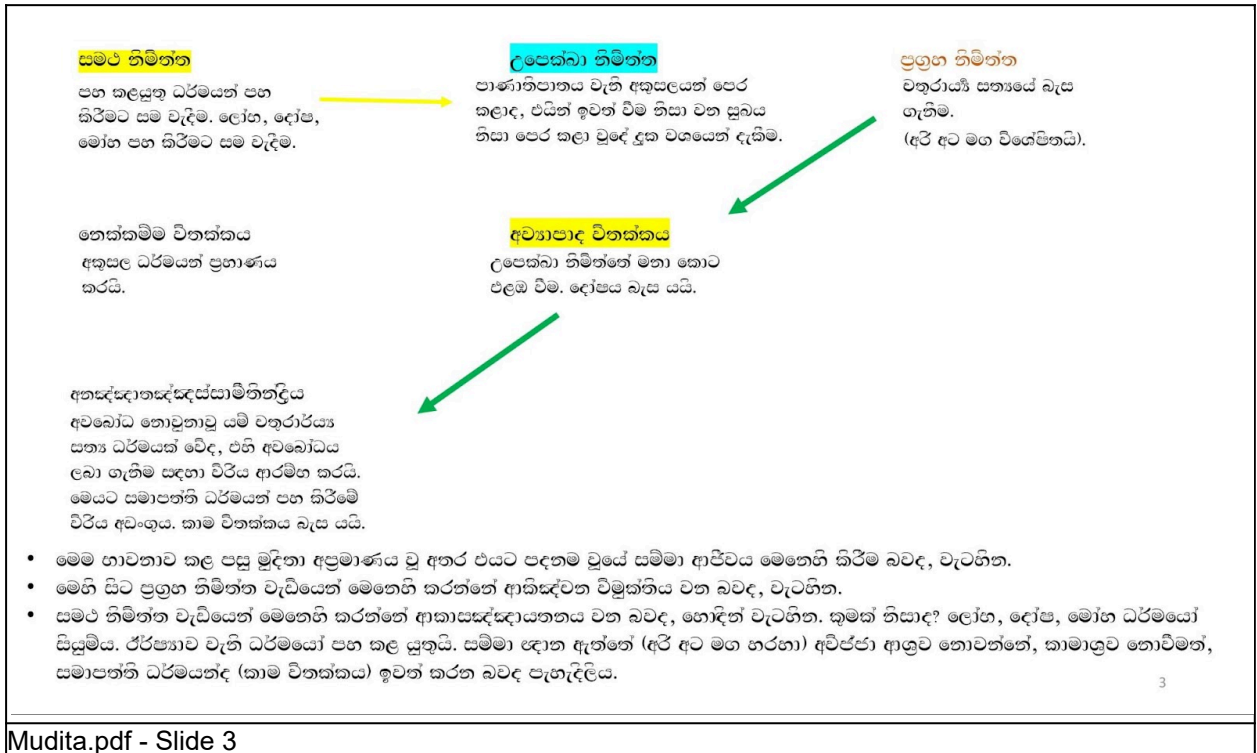 සමථ නිමිත්ත
පහ කළයුතු ධර්මයන් පහ
කිරීමට සම වැදීම. ලෝභ, දෝෂ,
මෝහ පහ කිරීමට සම වැදීම.
උපෙක්ඛා නිමිත්ත
පාණාතිපාතය වැනි අකුසලයන් පෙර
කළාද, එයින් ඉවත් වීම නිසා වන සුඛය
නිසා පෙර කළා වූදේ දුක වශයෙන් දැකීම.
ප්‍රග්‍රහ නිමිත්ත
චතුරාර්ය්‍ය සත්‍යයේ බැස
ගැනීම.
(අරි අට මග විශේෂිතයි).
නෙක්කම්ම විතක්කය
අකුසල ධර්මයන් ප්‍රහාණය
කරයි.
අව්‍යාපාද විතක්කය
උපෙක්ඛා නිමිත්තේ මනා කොට
එළඹ වීම. දෝෂය බැස යයි.
අනඤ්ඤාතඤ්ඤස්සාමීතින්ද්‍රිය
අවබෝධ නොවුනාවූ යම් චතුරාර්ය්‍ය
සත්‍ය ධර්මයක් වේද, එහි අවබෝධය
ලබා ගැනීම සඳහා විරිය ආරම්භ කරයි.
මෙයට සමාපත්ති ධර්මයන් පහ කිරීමේ
විරිය අඩංගුය. කාම විතක්කය බැස යයි.
• මෙම භාවනාව කළ පසු මුදිතා අප්‍රමාණය වූ අතර එයට පදනම වූයේ සම්මා ආජීවය මෙනෙහි කිරීම බවද, වැටහින.
• මෙහි සිට ප්‍රග්‍රහ නිමිත්ත වැඩියෙන් මෙනෙහි කරන්නේ ආකිඤ්චන විමුක්තිය වන බවද, වැටහින.
• සමථ නිමිත්ත වැඩියෙන් මෙනෙහි කරන්නේ ආකාසඤ්ඤායතනය වන බවද, හොඳින් වැටහින. කුමක් නිසාද? ලෝභ, දෝෂ, මෝහ ධර්මයෝ
සියුම්ය. ඊර්ෂ්‍යාව වැනි ධර්මයෝ පහ කළ යුතුයි. සම්මා ඥාන ඇත්තේ (අරි අට මග හරහා) අවිජ්ජා ආශ්‍රව නොවන්නේ, කාමාශ්‍රව නොවීමත්,
සමාපත්ති ධර්මයන්ද (කාම විතක්කය) ඉවත් කරන බවද පැහැදිලිය.
3
Mudita.pdf - Slide 3